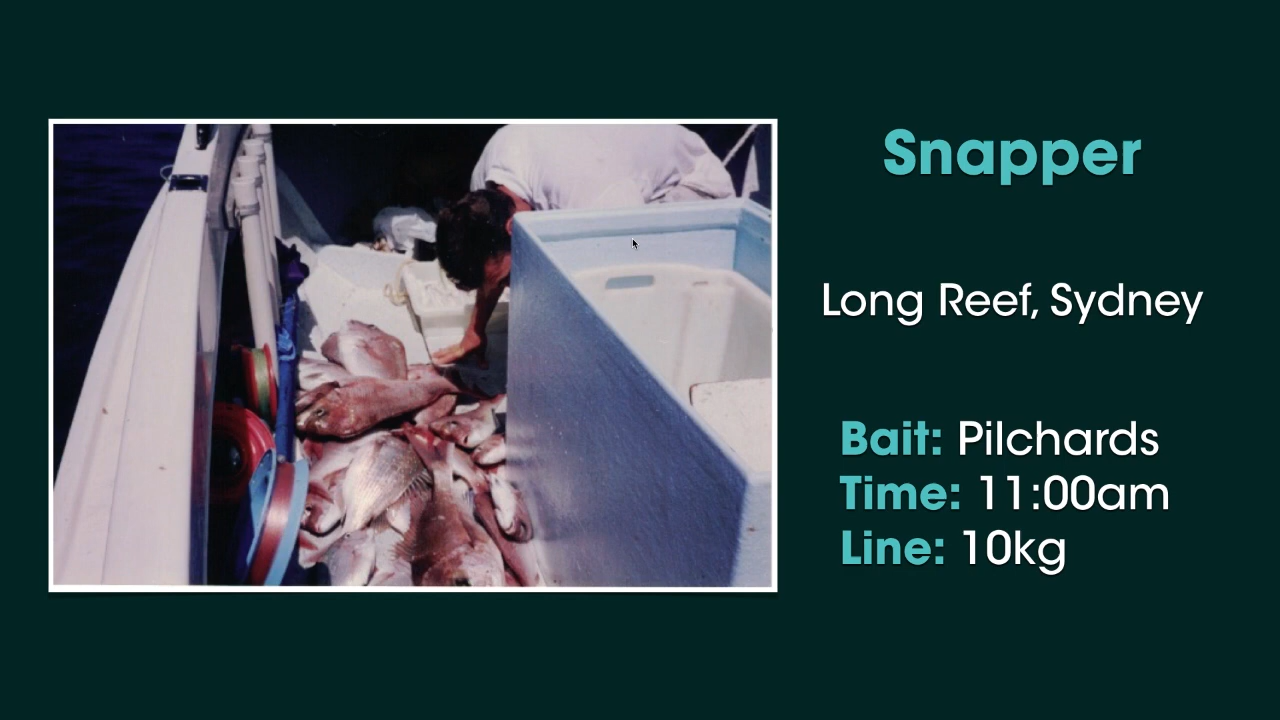 Snapper
Long Reef, Sydney
Bait: Pilchards
Time: 11:00am
Line: 10kg